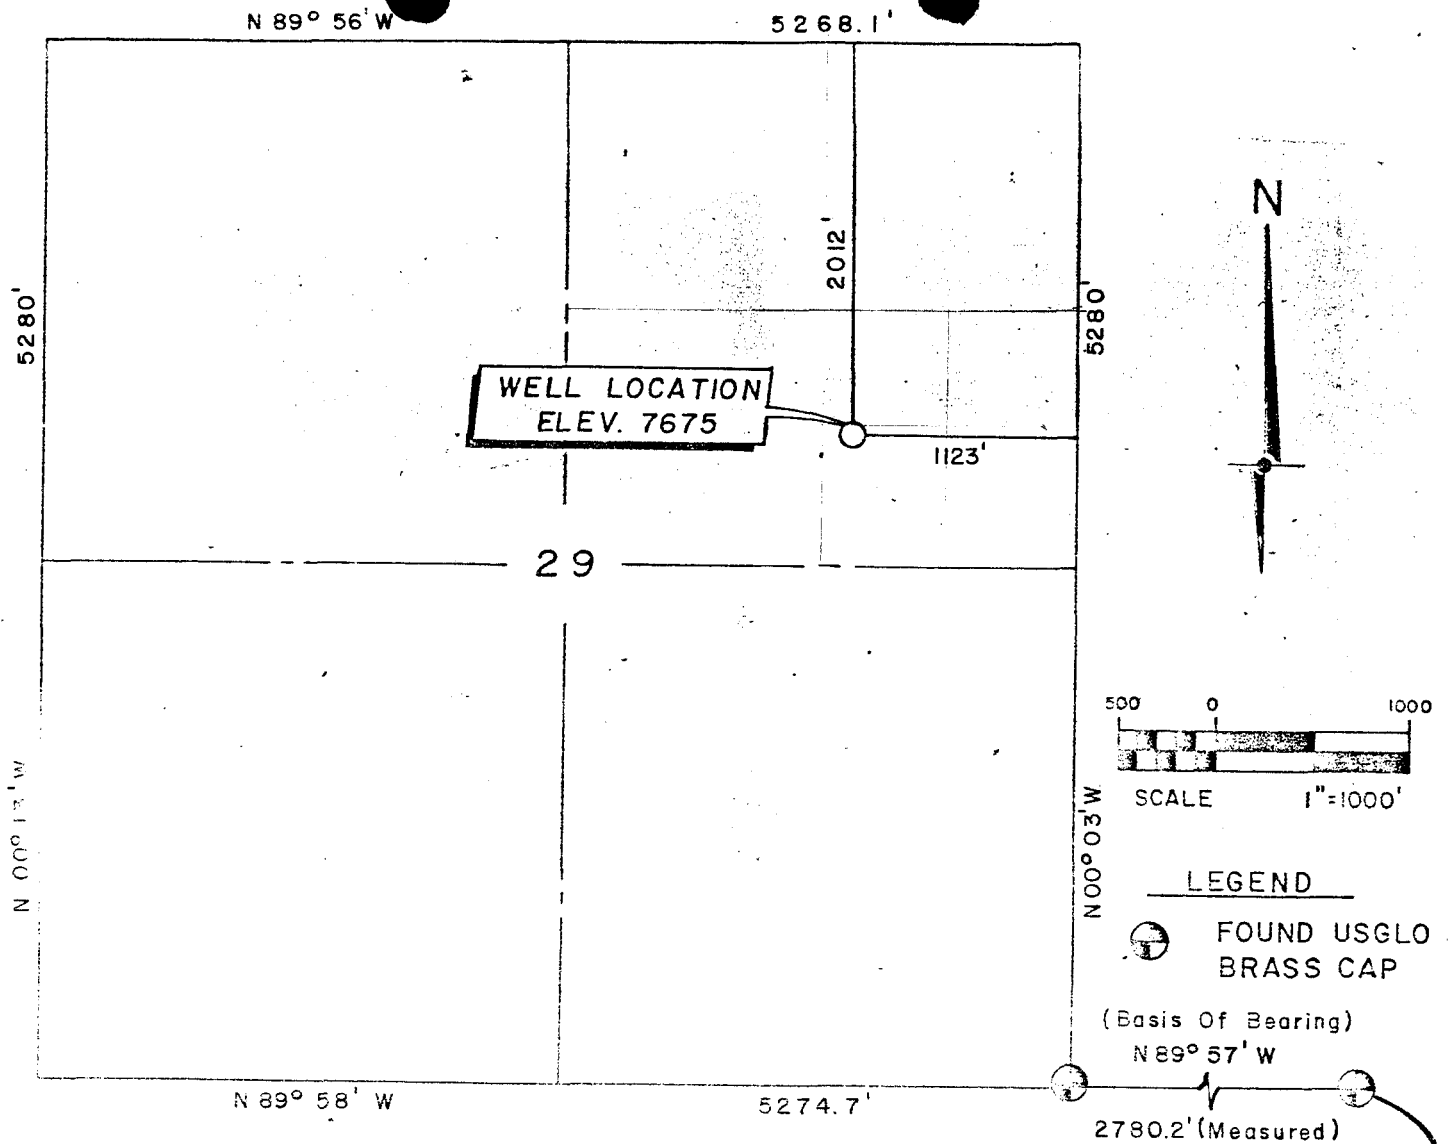 N 89° 56' W
5268.1'
N
2012'
5280'
5280'
WELL LOCATION
ELEV. 7675
1123'
29
500 0 1000
SCALE 1"=1000'
N 00° 03' W
LEGEND
FOUND USGLO
BRASS CAP
(Basis Of Bearing)
N 89° 57' W
2780.2' (Measured)
N 89° 58' W
5274.7'